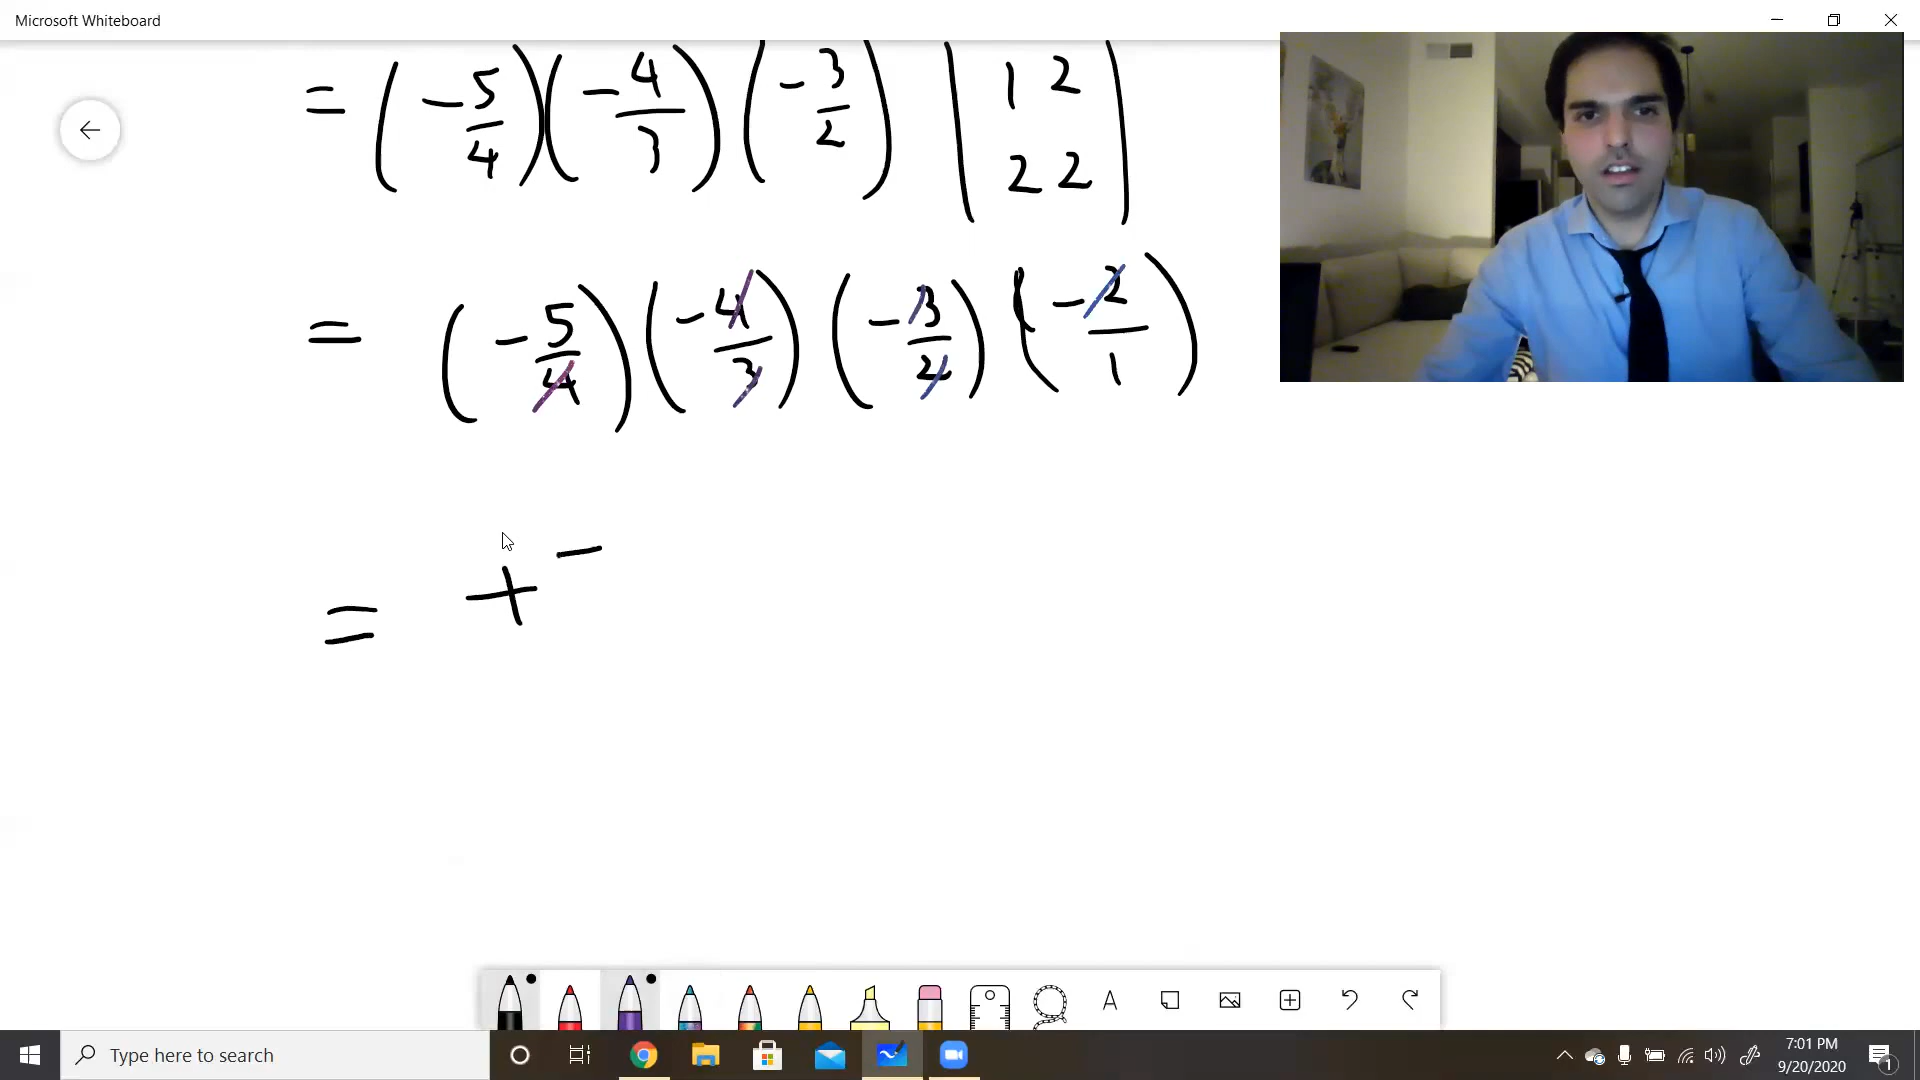 Microsoft Whiteboard
= (-5/4)(-4/3)(-3/2) |1 2
2 2|
= (-5/4)(-4/3)(-3/2)(-2/1)
= + -
A
Type here to search
7:01 PM
9/20/2020
1